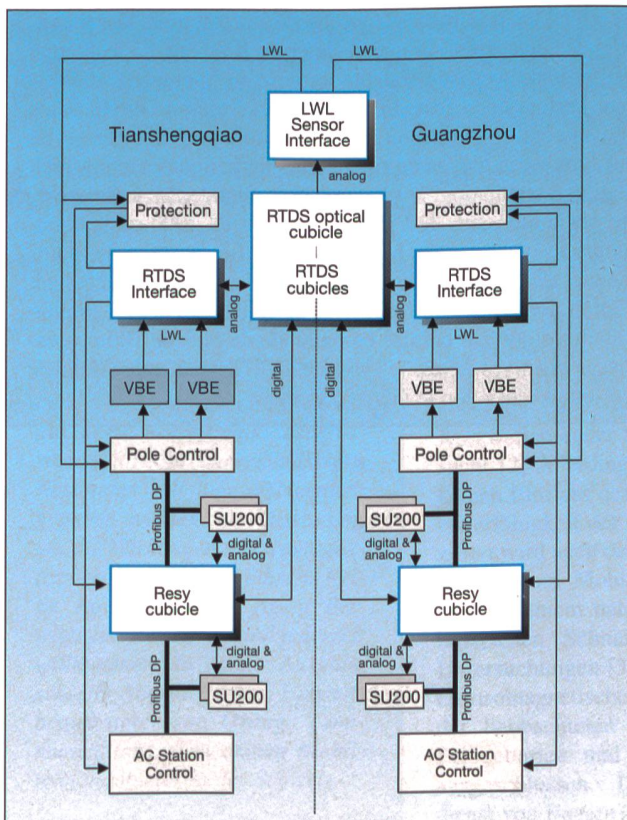 LWL
LWL
LWL
Sensor
Interface
Tianshengqiao
Guangzhou
analog
Protection
RTDS optical
cubicle
RTDS
cubicles
Protection
RTDS
Interface
analog
analog
RTDS
Interface
LWL
LWL
digital
digital
VBE
VBE
VBE
VBE
Pole Control
Pole Control
Profibus DP
Profibus DP
SU200
SU200
digital &
analog
digital &
analog
Resy
cubicle
Resy
cubicle
Profibus DP
Profibus DP
digital &
analog
digital &
analog
SU200
SU200
AC Station
Control
AC Station
Control